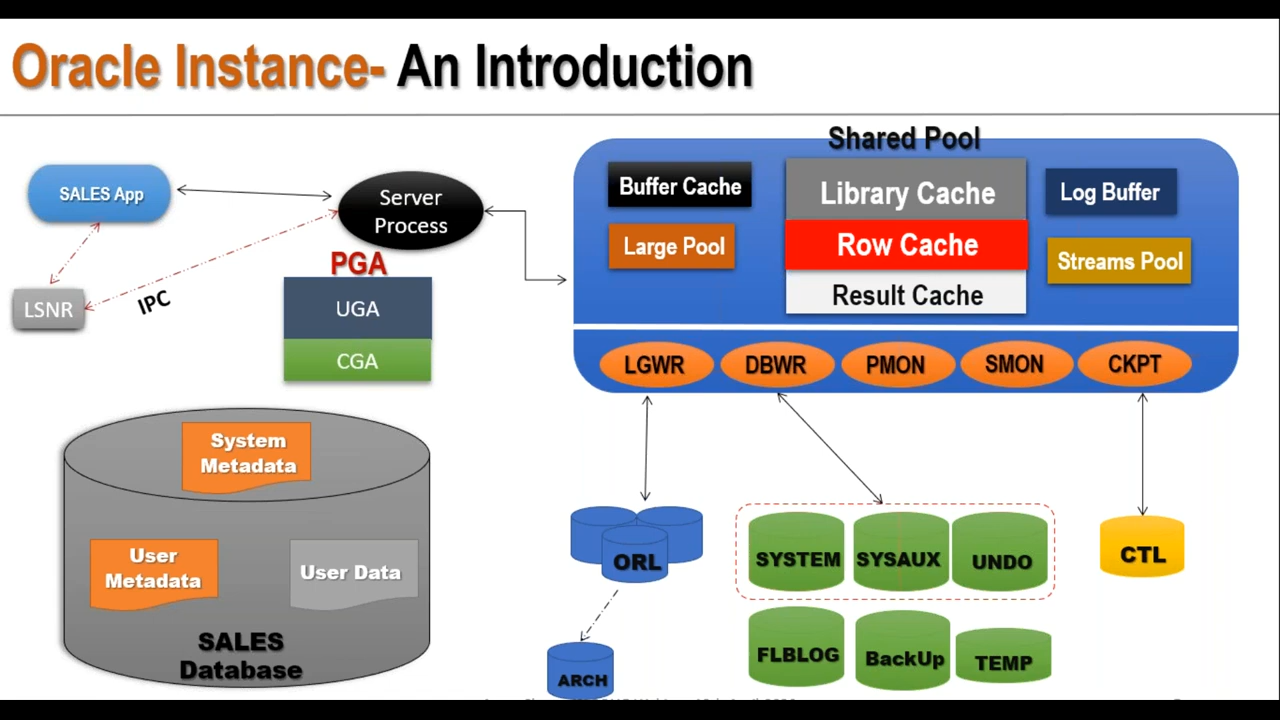 Oracle Instance- An Introduction
SALES App
Server
Process
LSNR
IPC
PGA
UGA
CGA
Shared Pool
Buffer Cache
Large Pool
Library Cache
Row Cache
Result Cache
Log Buffer
Streams Pool
LGWR
DBWR
PMON
SMON
CKPT
System
Metadata
User
Metadata
User Data
SALES
Database
ORL
ARCH
SYSTEM
SYSAUX
UNDO
FLBLOG
BackUp
TEMP
CTL